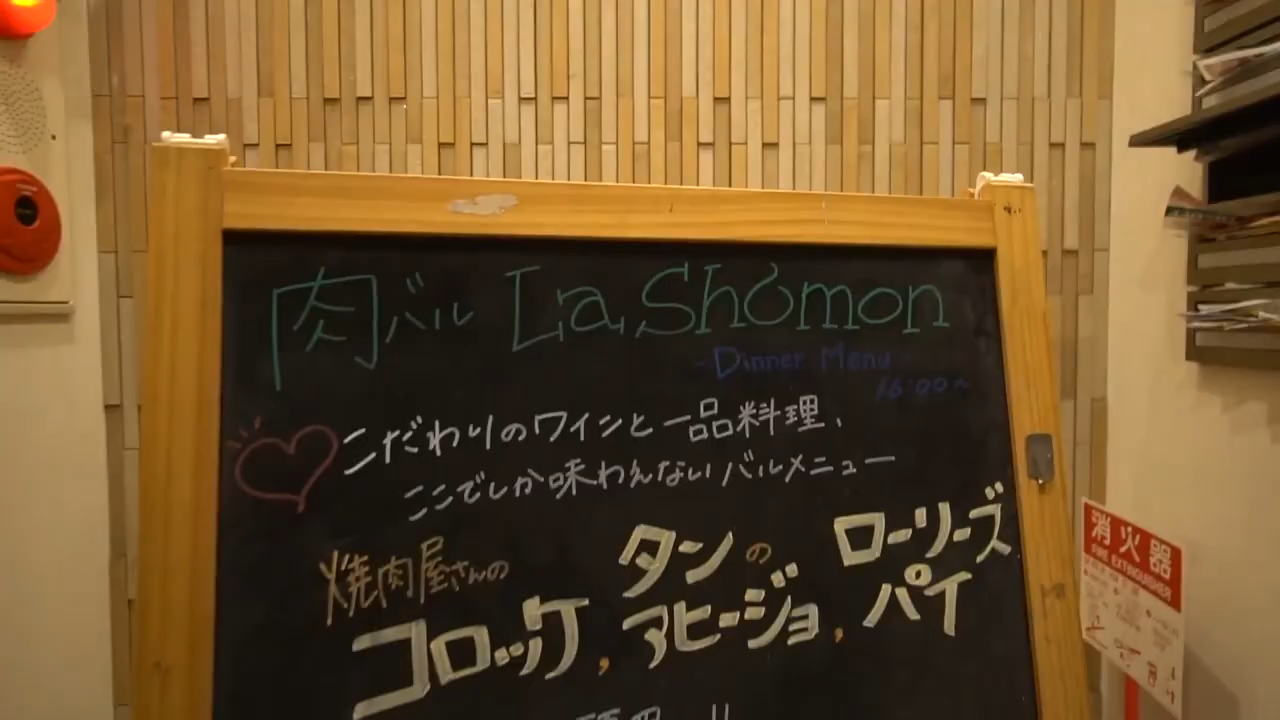 肉バル La Shomon
- Dinner Menu -
16:00～
こだわりのワインと一品料理、
ここでしか味わえないバルメニュー
焼肉屋さんの
コロッケ,
タンの
アヒージョ,
ローリーズ
パイ
消火器
FIRE EXTINGUISHER